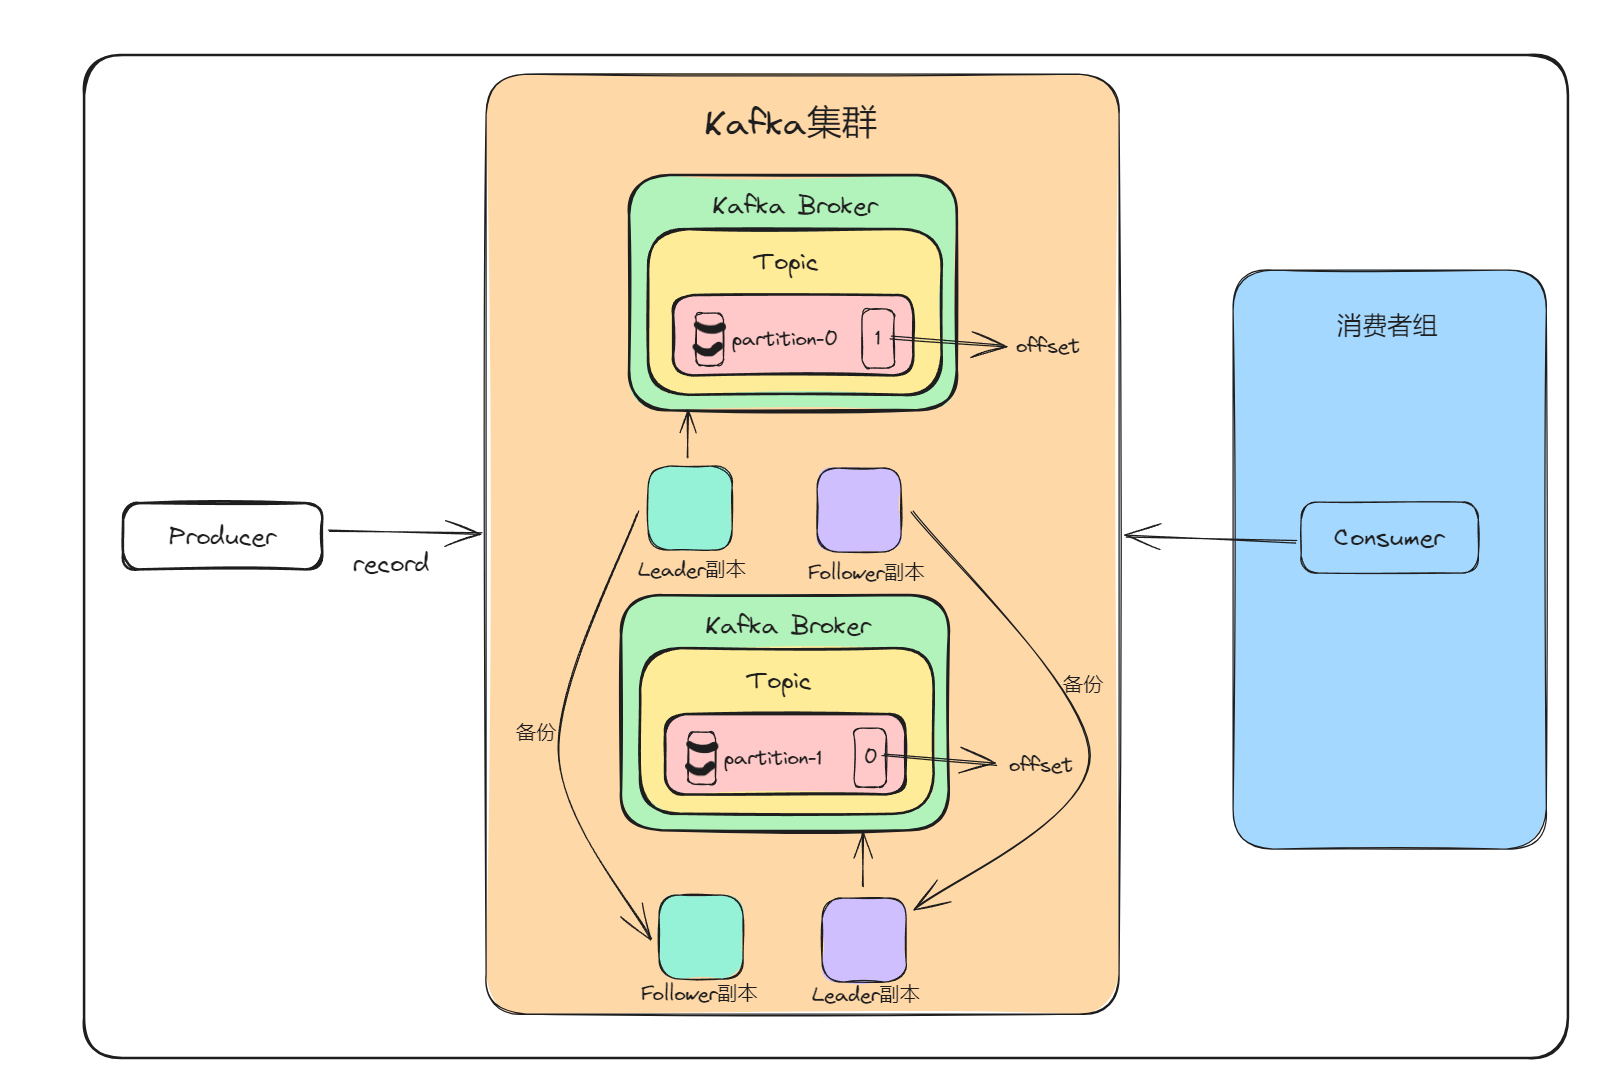 Kafka集群
Kafka Broker
Topic
partition-0
1
offset
消费者组
Producer
record
Consumer
Leader副本
Follower副本
Kafka Broker
Topic
备份
备份
partition-1
0
offset
Follower副本
Leader副本